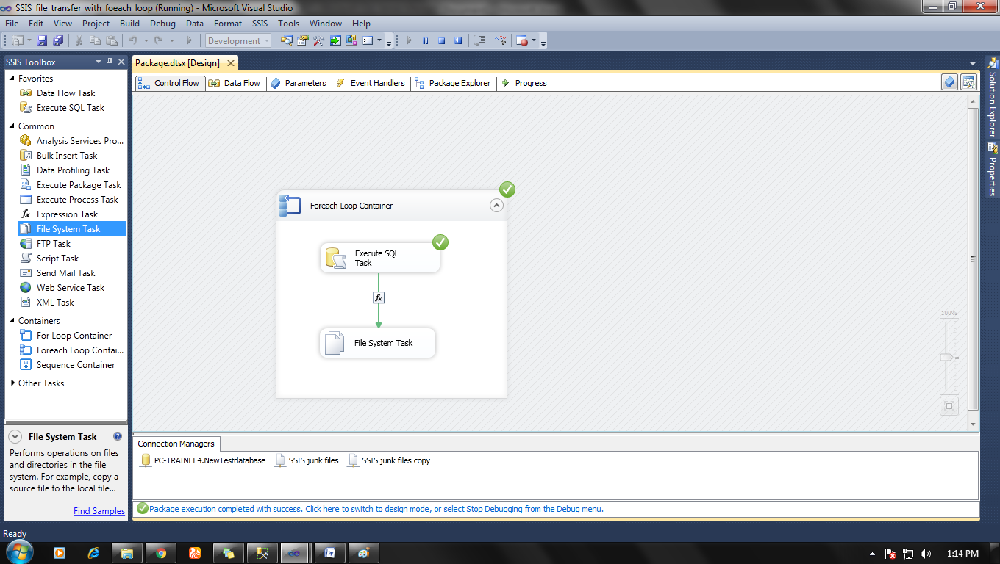 SSIS_file_transfer_with_foeach_loop (Running) - Microsoft Visual Studio
File Edit View Project Build Debug Data Format SSIS Tools Window Help
Development
SSIS Toolbox
Package.dtsx [Design]
Control Flow Data Flow Parameters Event Handlers Package Explorer Progress
Favorites
Data Flow Task
Execute SQL Task
Common
Analysis Services Pro...
Bulk Insert Task
Data Profiling Task
Execute Package Task
Execute Process Task
fx Expression Task
File System Task
FTP Task
Script Task
Send Mail Task
Web Service Task
XML Task
Containers
For Loop Container
Foreach Loop Contai...
Sequence Container
Other Tasks
File System Task
Performs operations on files
and directories in the file
system. For example, copy a
source file to the local file...
Find Samples
Foreach Loop Container
Execute SQL
Task
fx
File System Task
100%
Solution Explorer
Properties
Connection Managers
PC-TRAINEE4.NewTestdatabase SSIS junk files SSIS junk files copy
Package execution completed with success. Click here to switch to design mode, or select Stop Debugging from the Debug menu.
Ready
1:14 PM